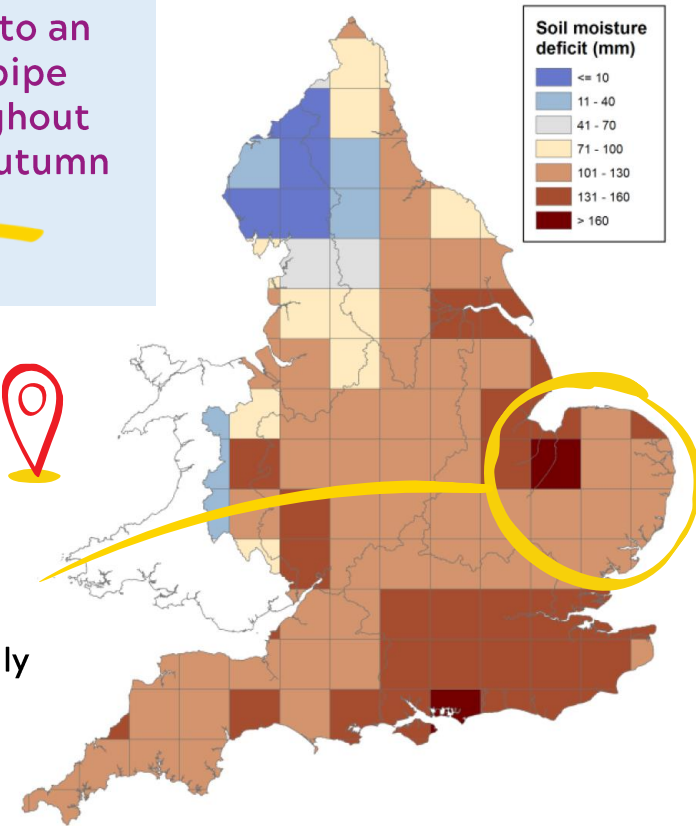 to an
pipe
ghout
utumn
Soil moisture
deficit (mm)
<= 10
11 - 40
41 - 70
71 - 100
101 - 130
131 - 160
> 160
ly